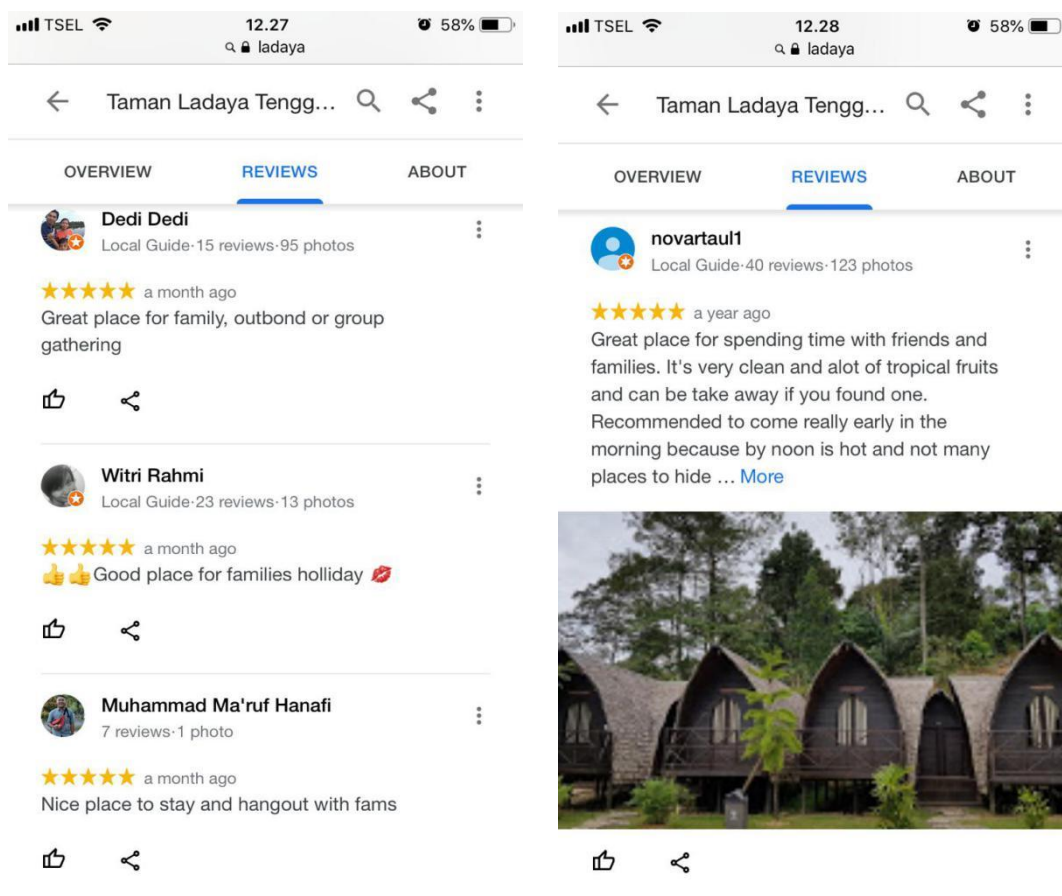 TSEL 12.27 58%
ladaya
Taman Ladaya Tengg...
OVERVIEW REVIEWS ABOUT
Dedi Dedi
Local Guide·15 reviews·95 photos
a month ago
Great place for family, outbond or group
gathering
Witri Rahmi
Local Guide·23 reviews·13 photos
a month ago
👍👍Good place for families holliday 💋
Muhammad Ma'ruf Hanafi
7 reviews·1 photo
a month ago
Nice place to stay and hangout with fams
TSEL 12.28 58%
ladaya
Taman Ladaya Tengg...
OVERVIEW REVIEWS ABOUT
novartaul1
Local Guide·40 reviews·123 photos
a year ago
Great place for spending time with friends and
families. It's very clean and alot of tropical fruits
and can be take away if you found one.
Recommended to come really early in the
morning because by noon is hot and not many
places to hide ... More